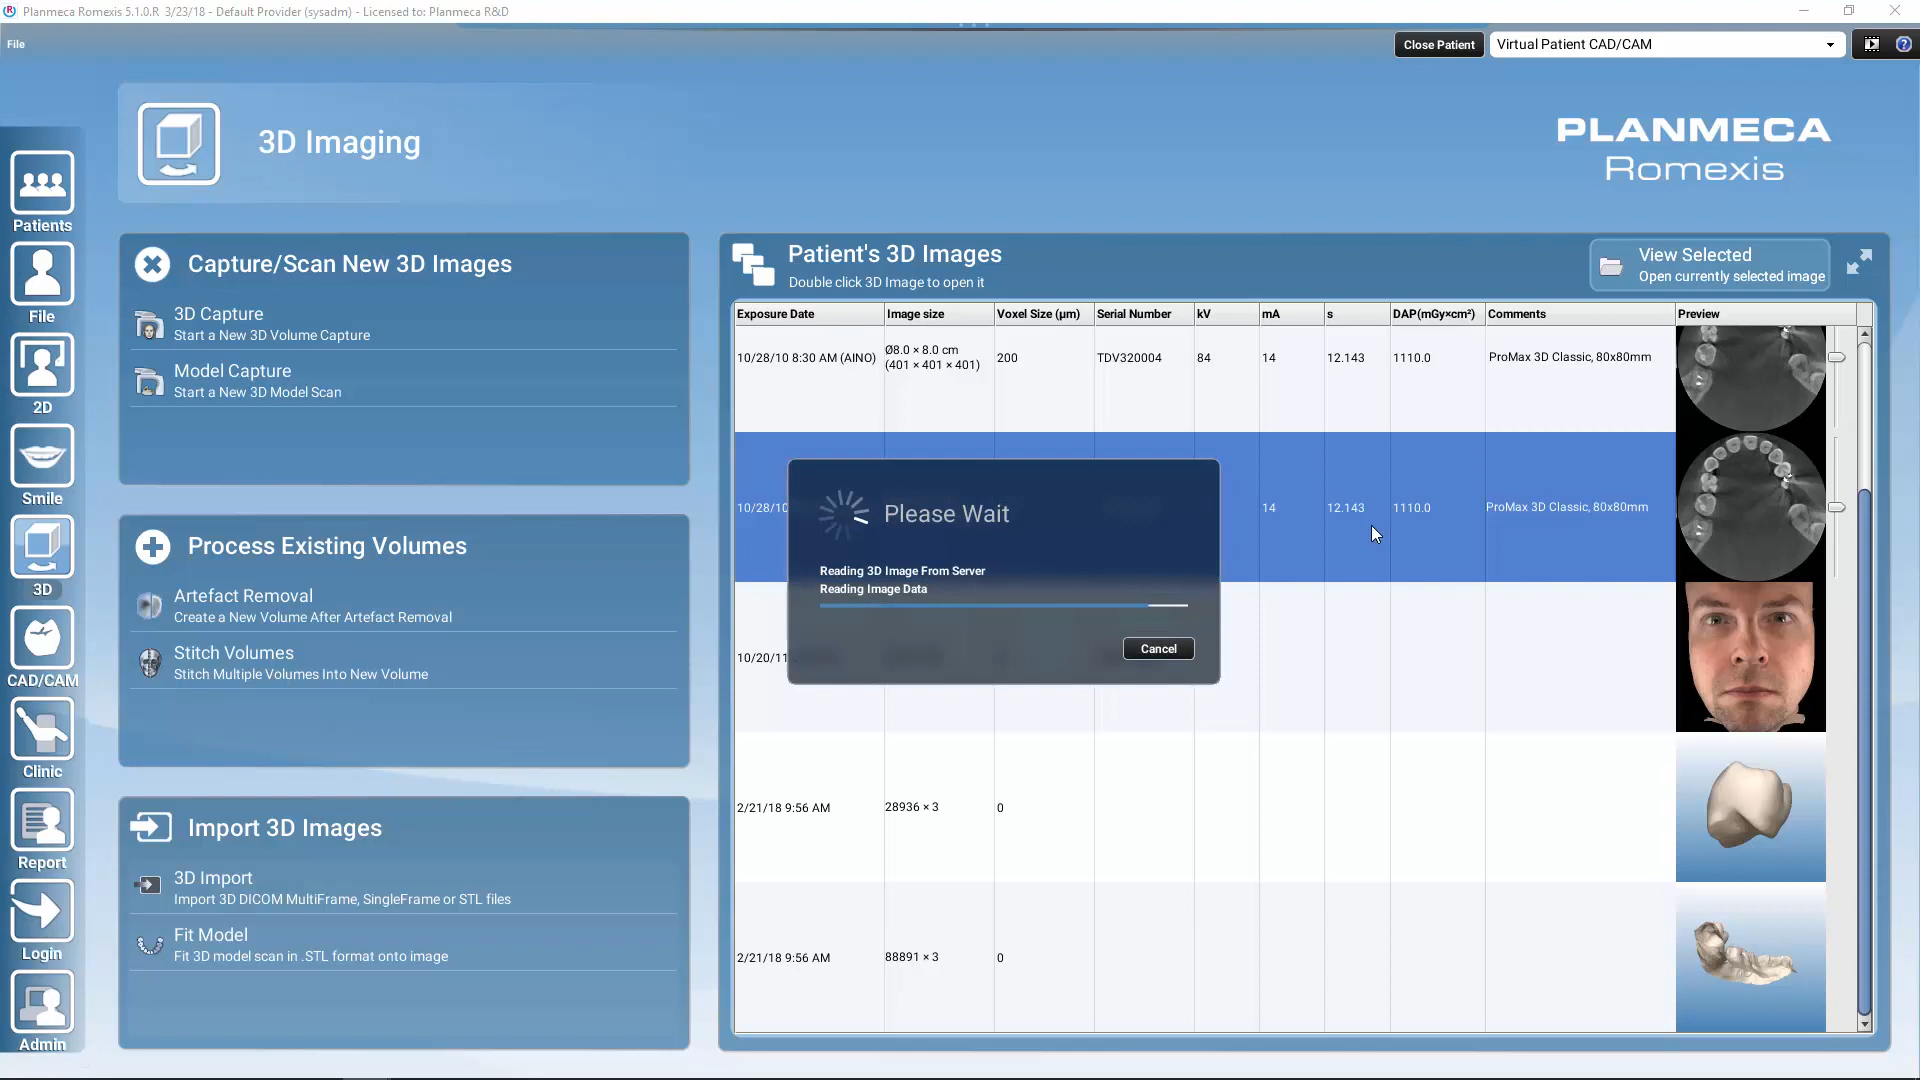 Planmeca Romexis 5.1.0.R 3/23/18 - Default Provider (sysadm) - Licensed to: Planmeca R&D
File
Close Patient
Virtual Patient CAD/CAM
3D Imaging
PLANMECA
Romexis
Patients
File
2D
Smile
3D
CAD/CAM
Clinic
Report
Login
Admin
Capture/Scan New 3D Images
3D Capture
Start a New 3D Volume Capture
Model Capture
Start a New 3D Model Scan
Process Existing Volumes
Artefact Removal
Create a New Volume After Artefact Removal
Stitch Volumes
Stitch Multiple Volumes Into New Volume
Import 3D Images
3D Import
Import 3D DICOM MultiFrame, SingleFrame or STL files
Fit Model
Fit 3D model scan in .STL format onto image
Patient's 3D Images
Double click 3D Image to open it
View Selected
Open currently selected image
Exposure Date Image size Voxel Size (µm) Serial Number kV mA s DAP(mGy×cm²) Comments Preview
10/28/10 8:30 AM (AINO) Ø8.0 × 8.0 cm (401 × 401 × 401) 200 TDV320004 84 14 12.143 1110.0 ProMax 3D Classic, 80x80mm
10/28/10 14 12.143 1110.0 ProMax 3D Classic, 80x80mm
10/20/11
2/21/18 9:56 AM 28936 × 3 0
2/21/18 9:56 AM 88891 × 3 0
Please Wait
Reading 3D Image From Server
Reading Image Data
Cancel